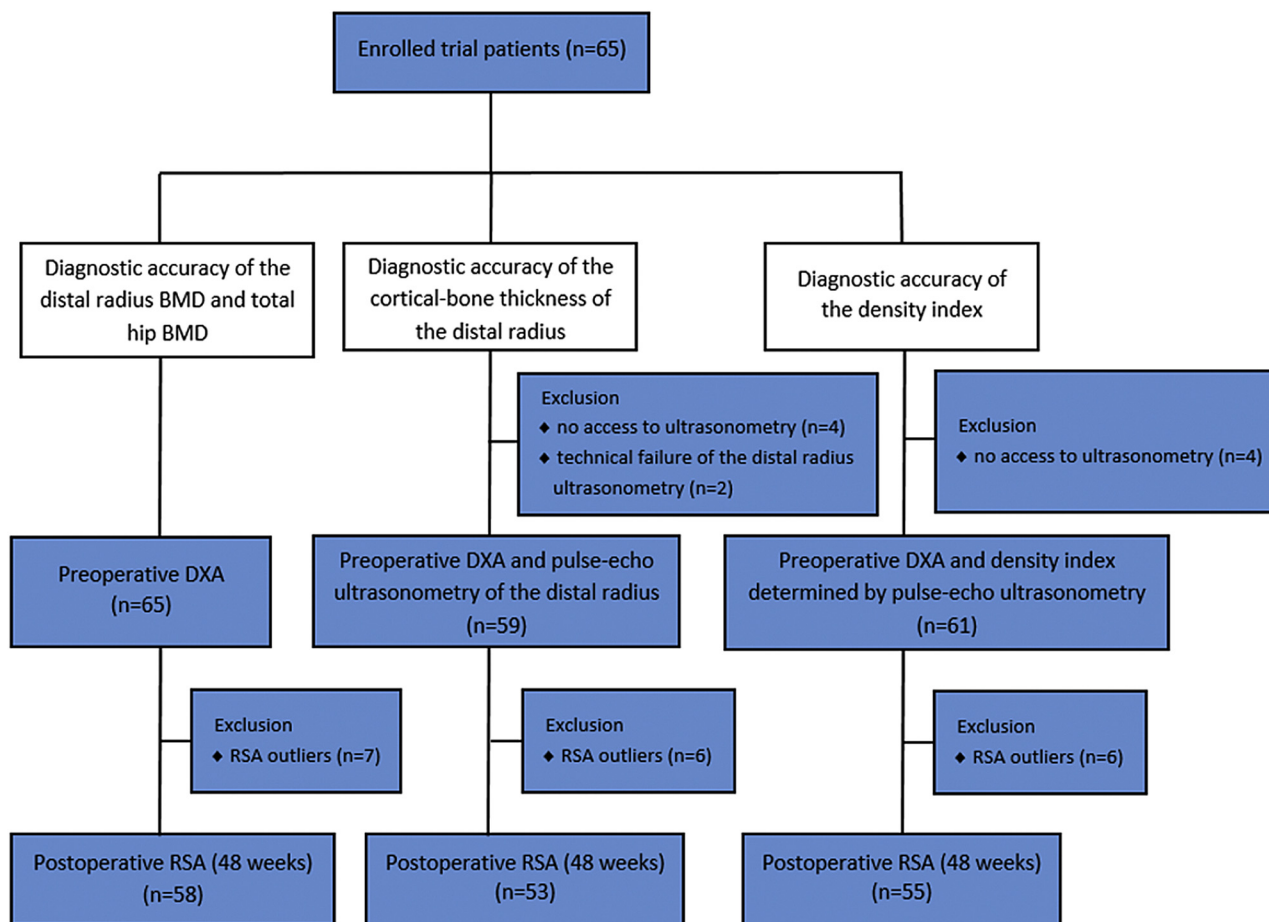 Enrolled trial patients (n=65)
Diagnostic accuracy of the
distal radius BMD and total
hip BMD
Diagnostic accuracy of the
cortical-bone thickness of
the distal radius
Diagnostic accuracy of
the density index
Exclusion
♦ no access to ultrasonometry (n=4)
♦ technical failure of the distal radius
ultrasonometry (n=2)
Exclusion
♦ no access to ultrasonometry (n=4)
Preoperative DXA
(n=65)
Preoperative DXA and pulse-echo
ultrasonometry of the distal radius
(n=59)
Preoperative DXA and density index
determined by pulse-echo ultrasonometry
(n=61)
Exclusion
♦ RSA outliers (n=7)
Exclusion
♦ RSA outliers (n=6)
Exclusion
♦ RSA outliers (n=6)
Postoperative RSA (48 weeks)
(n=58)
Postoperative RSA (48 weeks)
(n=53)
Postoperative RSA (48 weeks)
(n=55)